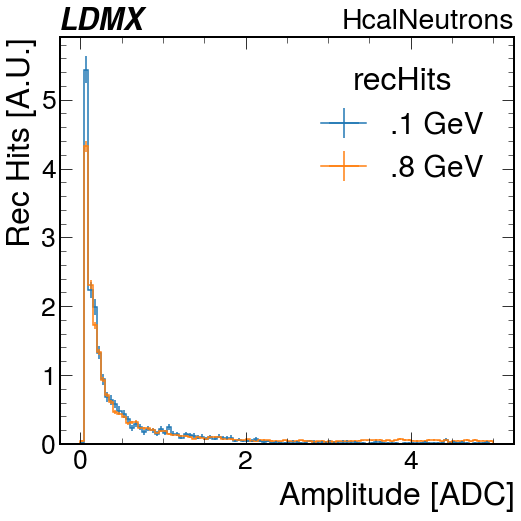 LDMX HcalNeutrons
Rec Hits [A.U.]
recHits
.1 GeV
.8 GeV
5
4
3
2
1
0
0 2 4
Amplitude [ADC]